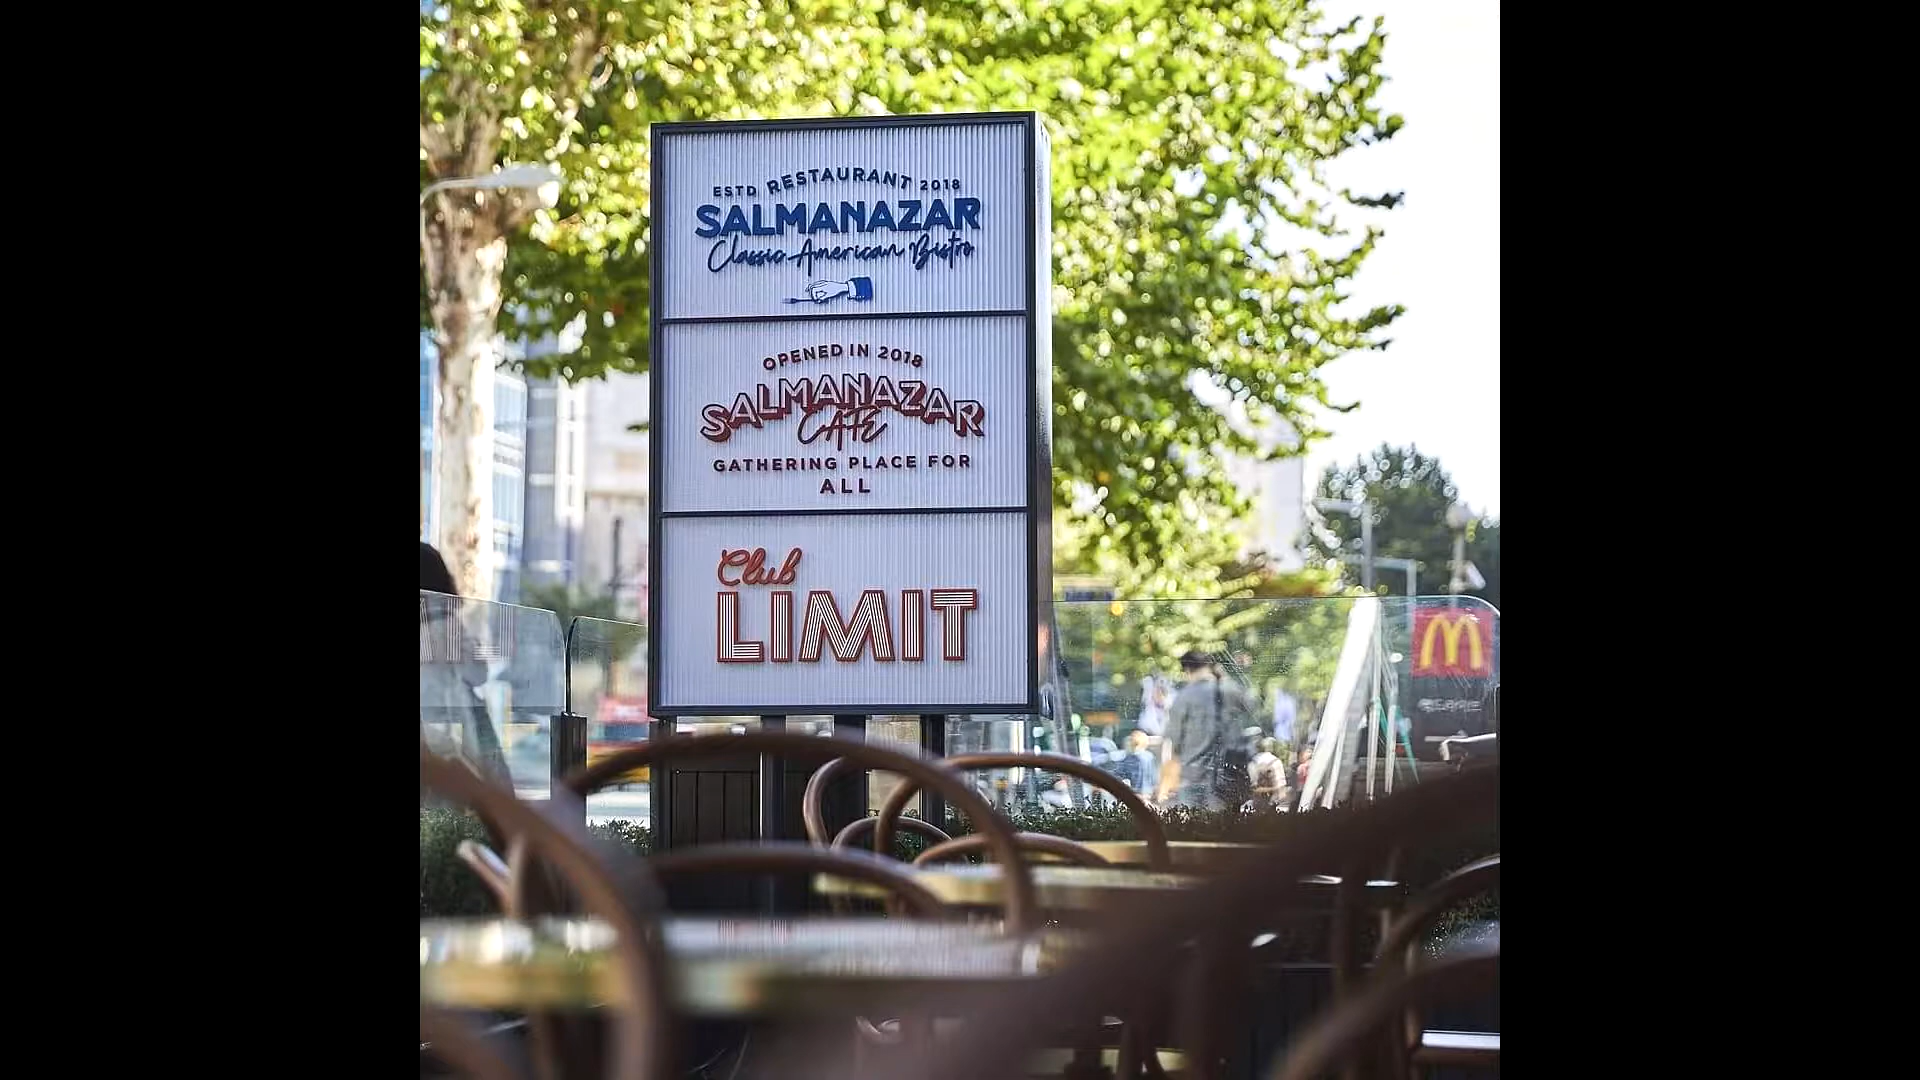 ESTD RESTAURANT 2018
SALMANAZAR
Classic American Bistro
OPENED IN 2018
SALMANAZAR
CAFE
GATHERING PLACE FOR
ALL
Club
LIMIT
M